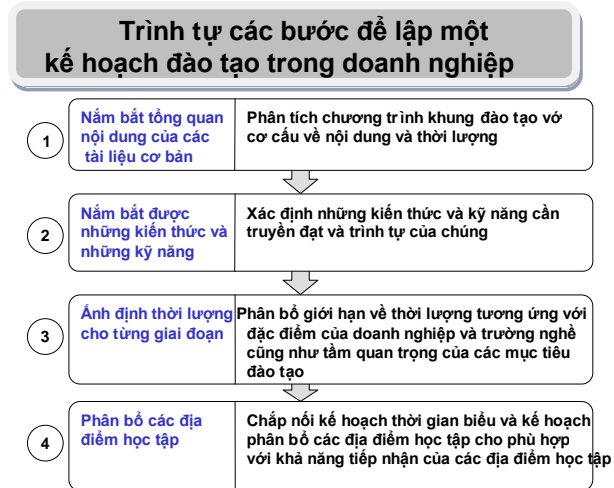 Trình tự các bước để lập một
kế hoạch đào tạo trong doanh nghiệp
1
Nắm bắt tổng quan
nội dung của các
tài liệu cơ bản
Phân tích chương trình khung đào tạo vớ
cơ cấu về nội dung và thời lượng
2
Nắm bắt được
những kiến thức và
những kỹ năng
Xác định những kiến thức và kỹ năng cần
truyền đạt và trình tự của chúng
3
Ấnh định thời lượng
cho từng giai đoạn
Phân bổ giới hạn về thời lượng tương ứng với
đặc điểm của doanh nghiệp và trường nghề
cũng như tầm quan trọng của các mục tiêu
đào tạo
4
Phân bổ các địa
điểm học tập
Chắp nối kế hoạch thời gian biểu và kế hoạch
phân bổ các địa điểm học tập cho phù hợp
với khả năng tiếp nhận của các địa điểm học tập